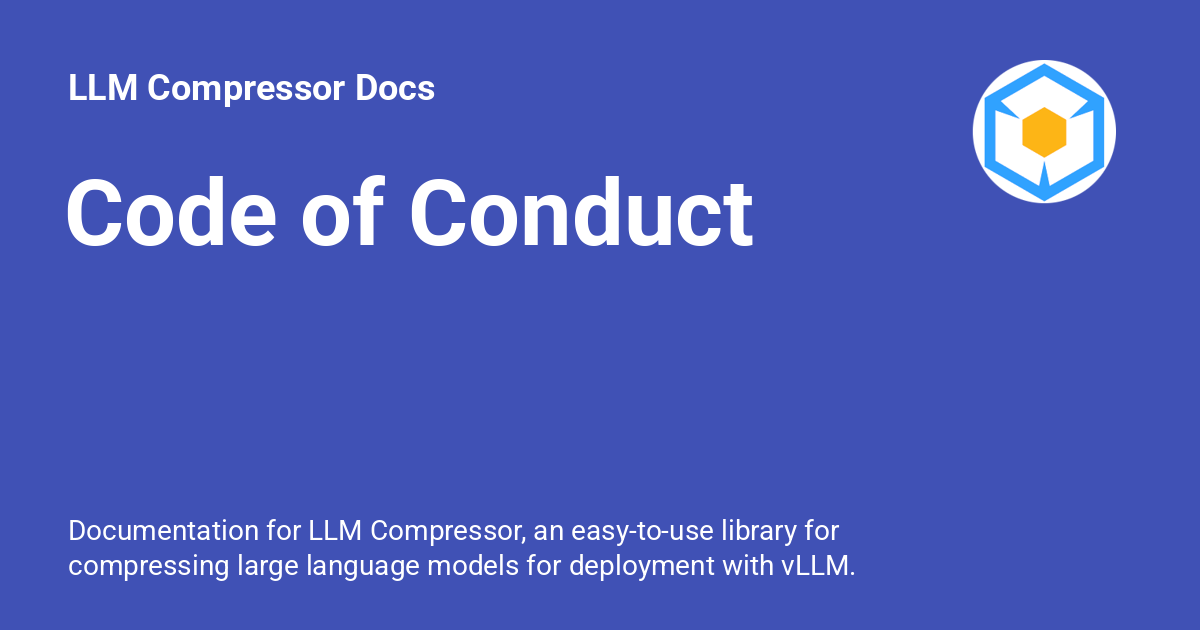 LLM Compressor Docs
Code of Conduct
Documentation for LLM Compressor, an easy-to-use library for
compressing large language models for deployment with vLLM.